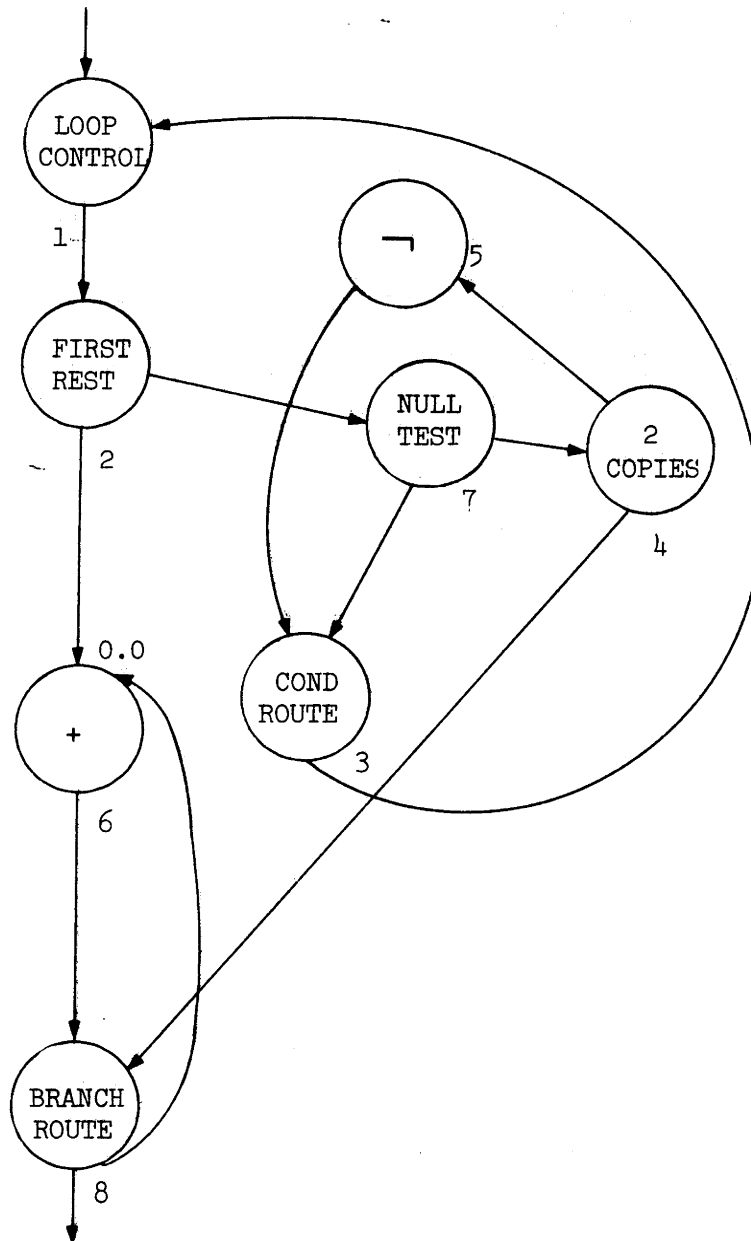 LOOP
CONTROL
1
FIRST
REST
2
¬
5
NULL
TEST
7
2
COPIES
4
0.0
+
6
COND
ROUTE
3
BRANCH
ROUTE
8